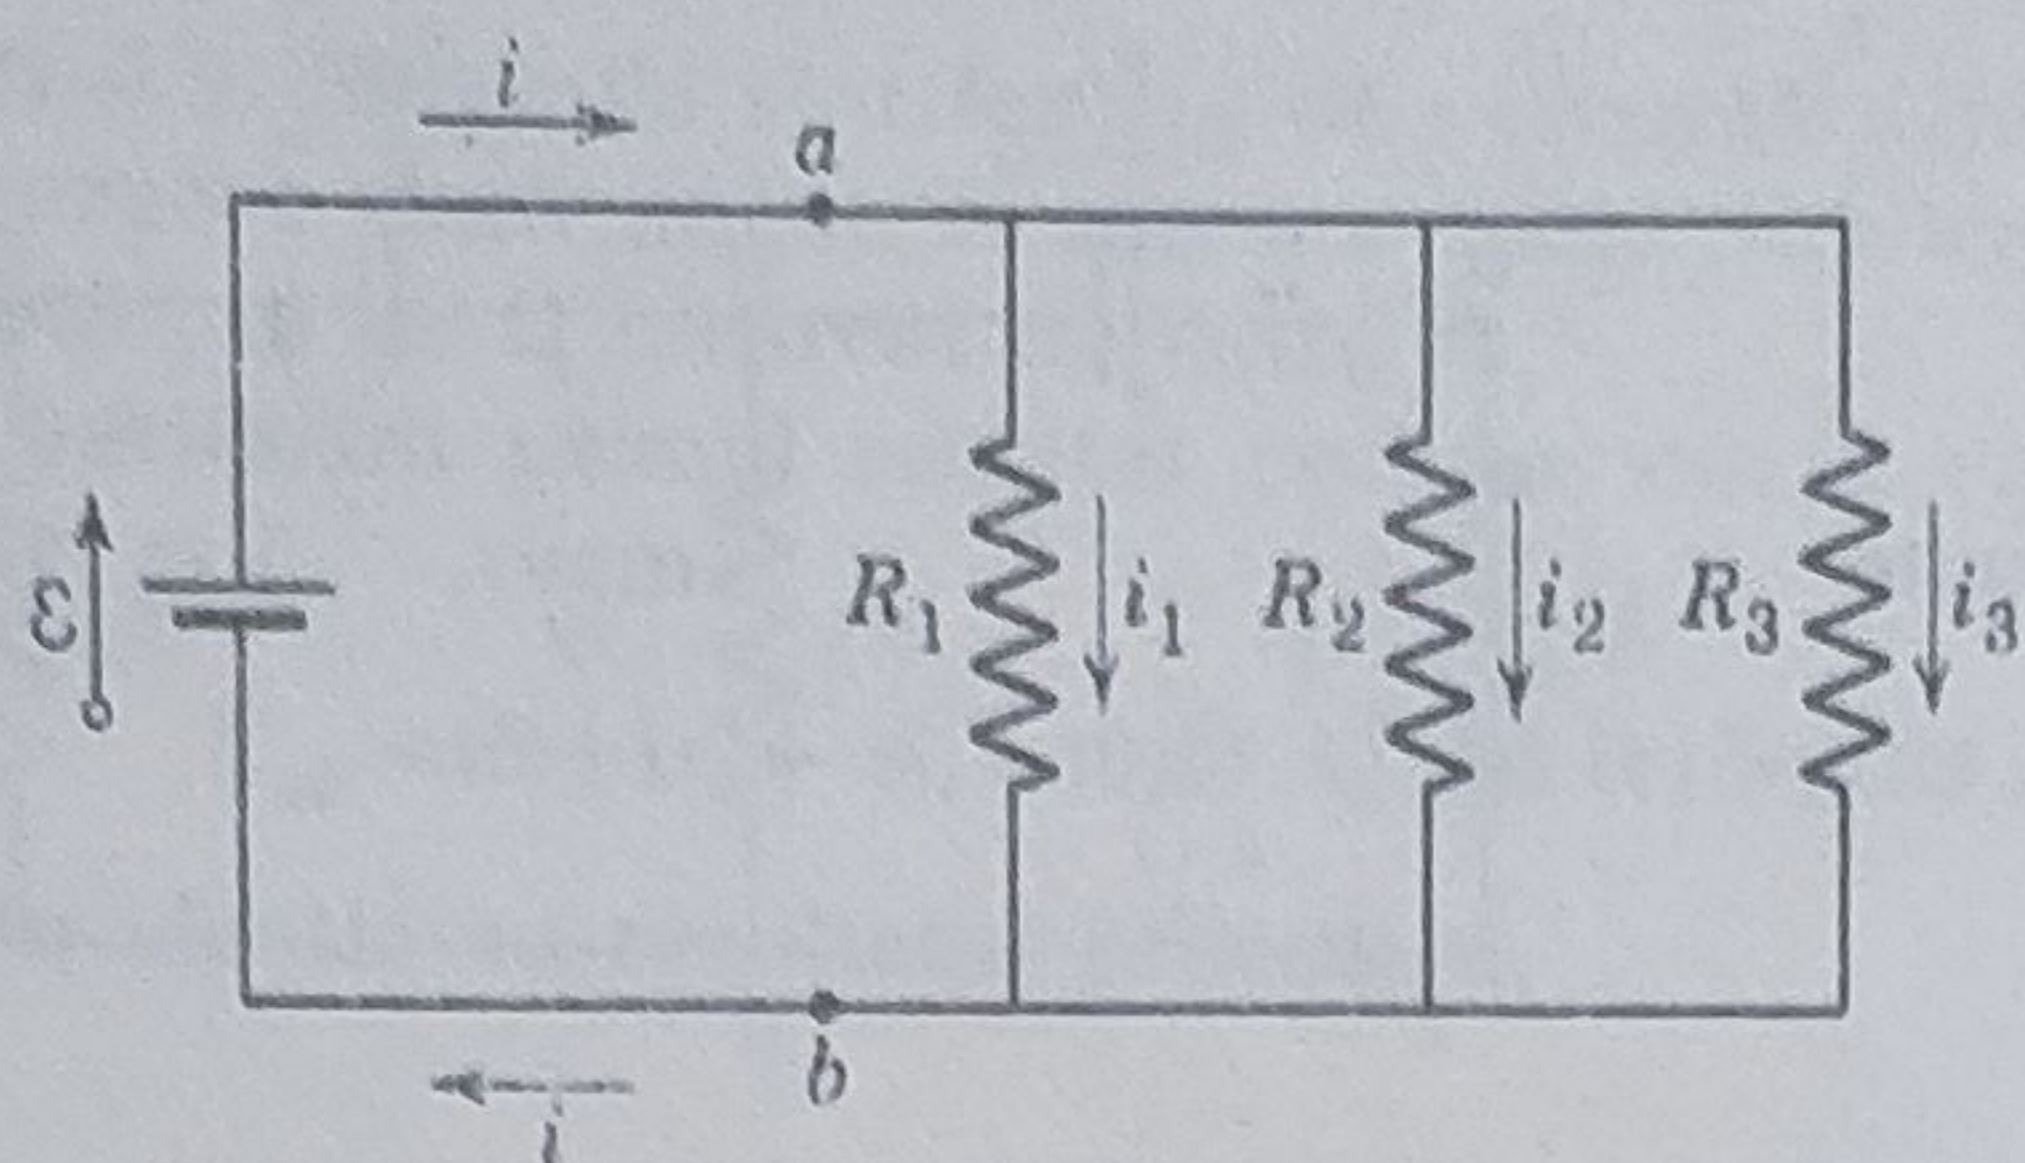 i
a
ε R₁ i₁ R₂ i₂ R₃ i₃
b
i